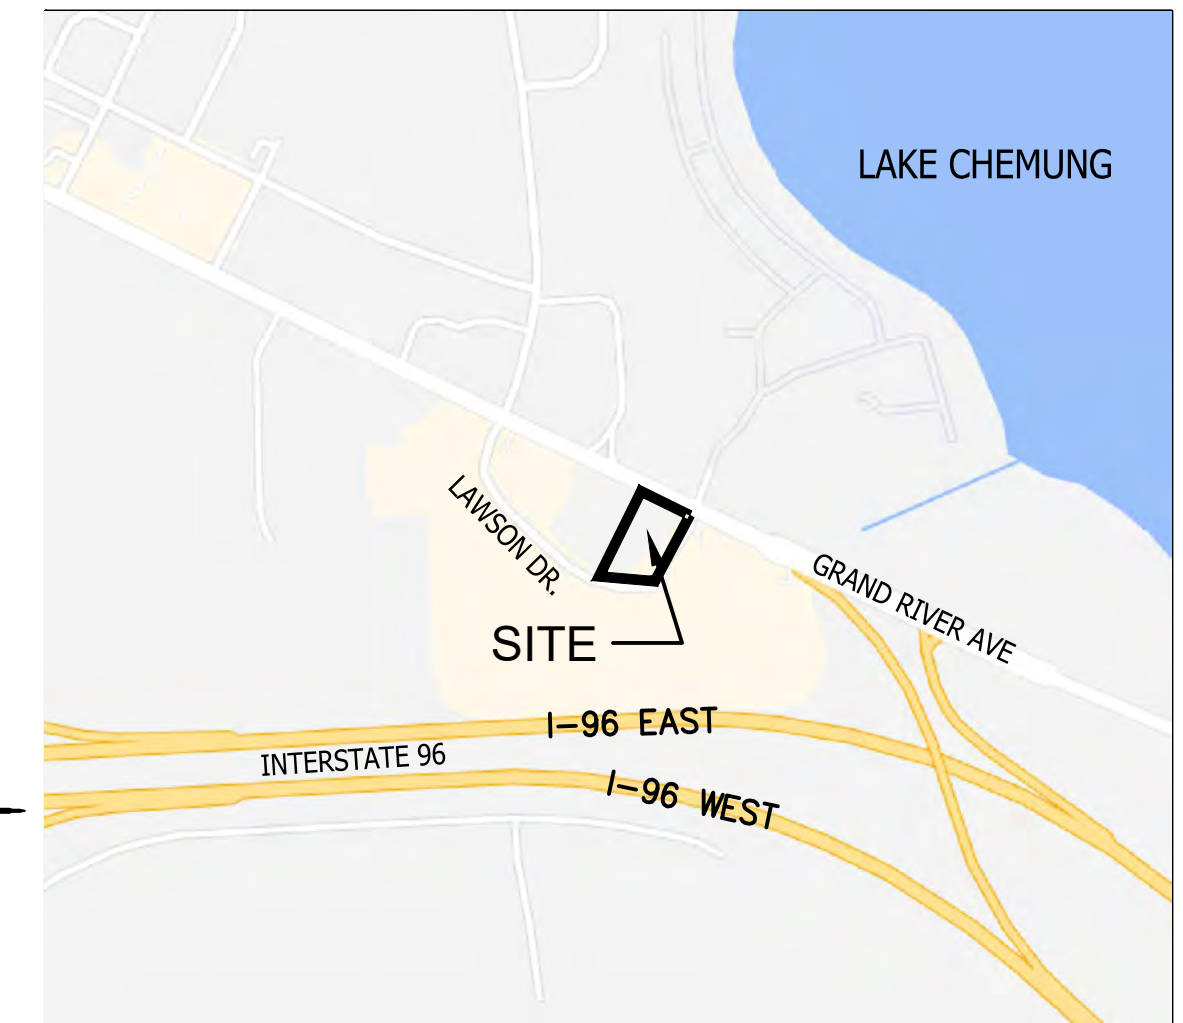 LAKE CHEMUNG
LAWSON DR.
GRAND RIVER AVE
SITE
I-96 EAST
INTERSTATE 96
I-96 WEST